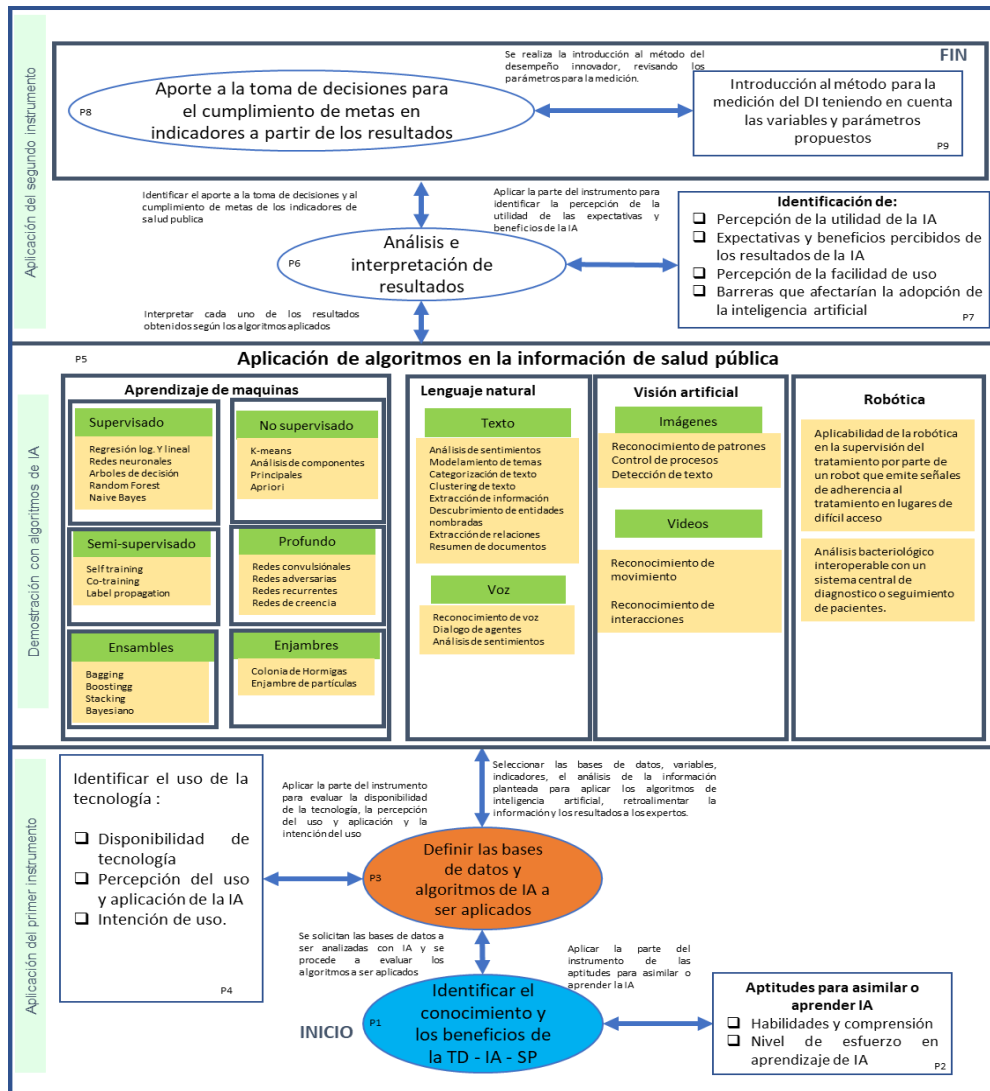 Aplicación del segundo instrumento
FIN
Se realiza la introducción al método del
desempeño innovador, revisando los
parámetros para la medición.
P8
Aporte a la toma de decisiones para
el cumplimiento de metas en
indicadores a partir de los resultados
Introducción al método para la
medición del DI teniendo en cuenta
las variables y parámetros
propuestos
P9
Identificar el aporte a la toma de decisiones y al
cumplimiento de metas de los indicadores de
salud publica
Aplicar la parte del instrumento para
identificar la percepción de la
utilidad de las expectativas y
beneficios de la IA
P6
Análisis e
interpretación de
resultados
Identificación de:
❑ Percepción de la utilidad de la IA
❑ Expectativas y beneficios percibidos de
los resultados de la IA
❑ Percepción de la facilidad de uso
❑ Barreras que afectarían la adopción de
la inteligencia artificial
P7
Interpretar cada uno de los resultados
obtenidos según los algoritmos aplicados
Demostración con algoritmos de IA
P5
Aplicación de algoritmos en la información de salud pública
Aprendizaje de maquinas
Supervisado
Regresión log. Y lineal
Redes neuronales
Arboles de decisión
Random Forest
Naive Bayes
No supervisado
K-means
Análisis de componentes
Principales
Apriori
Semi-supervisado
Self training
Co-training
Label propagation
Profundo
Redes convulsiónales
Redes adversarias
Redes recurrentes
Redes de creencia
Ensambles
Bagging
Boostingg
Stacking
Bayesiano
Enjambres
Colonia de Hormigas
Enjambre de partículas
Lenguaje natural
Texto
Análisis de sentimientos
Modelamiento de temas
Categorización de texto
Clustering de texto
Extracción de información
Descubrimiento de entidades
nombradas
Extracción de relaciones
Resumen de documentos
Voz
Reconocimiento de voz
Dialogo de agentes
Análisis de sentimientos
Visión artificial
Imágenes
Reconocimiento de patrones
Control de procesos
Detección de texto
Videos
Reconocimiento de
movimiento
Reconocimiento de
interacciones
Robótica
Aplicabilidad de la robótica
en la supervisión del
tratamiento por parte de
un robot que emite señales
de adherencia al
tratamiento en lugares de
difícil acceso
Análisis bacteriológico
interoperable con un
sistema central de
diagnostico o seguimiento
de pacientes.
Aplicación del primer instrumento
Identificar el uso de la
tecnología :
❑ Disponibilidad de
tecnología
❑ Percepción del uso
y aplicación de la IA
❑ Intención de uso.
P4
Aplicar la parte del instrumento
para evaluar la disponibilidad
de la tecnología, la percepción
del uso y aplicación y la
intención del uso
Seleccionar las bases de datos, variables,
indicadores, el análisis de la información
planteada para aplicar los algoritmos de
inteligencia artificial, retroalimentar la
información y los resultados a los expertos.
P3
Definir las bases
de datos y
algoritmos de IA a
ser aplicados
Se solicitan las bases de datos a
ser analizadas con IA y se
procede a evaluar los
algoritmos a ser aplicados
Aplicar la parte del
instrumento de las
aptitudes para asimilar o
aprender la IA
INICIO
P1
Identificar el
conocimiento y
los beneficios de
la TD - IA - SP
Aptitudes para asimilar o
aprender IA
❑ Habilidades y comprensión
❑ Nivel de esfuerzo en
aprendizaje de IA
P2